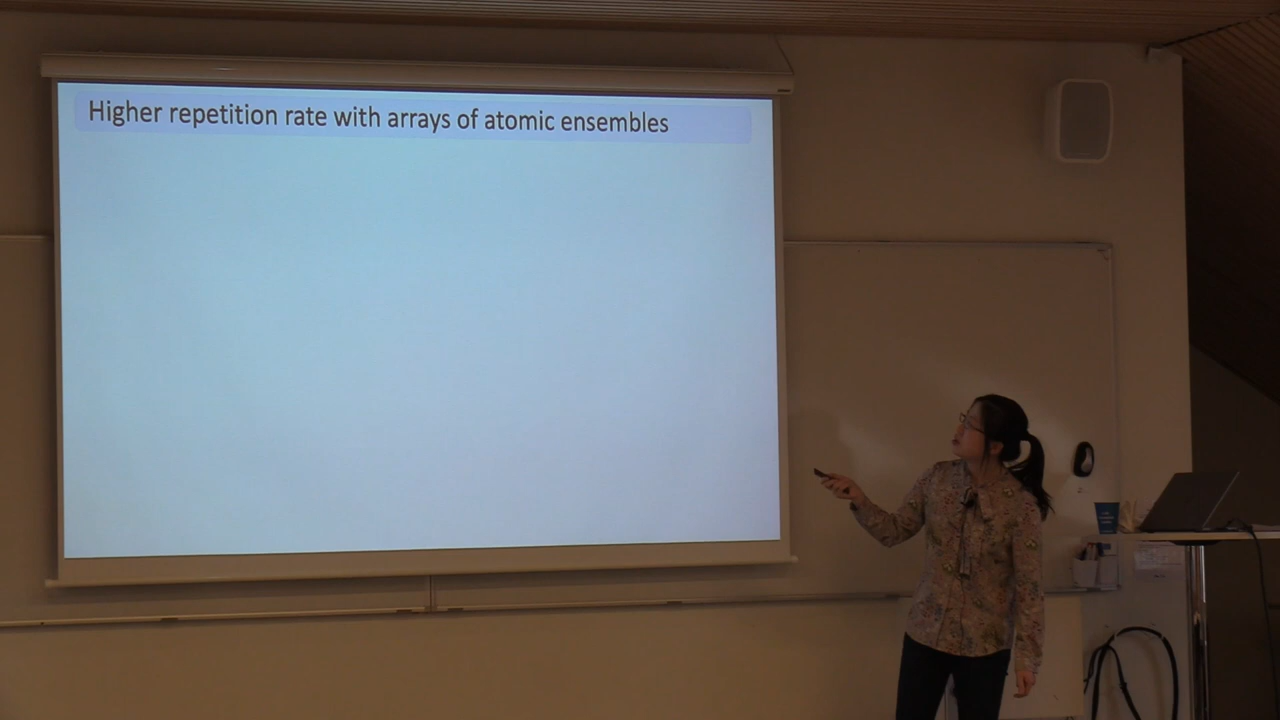 Higher repetition rate with arrays of atomic ensembles